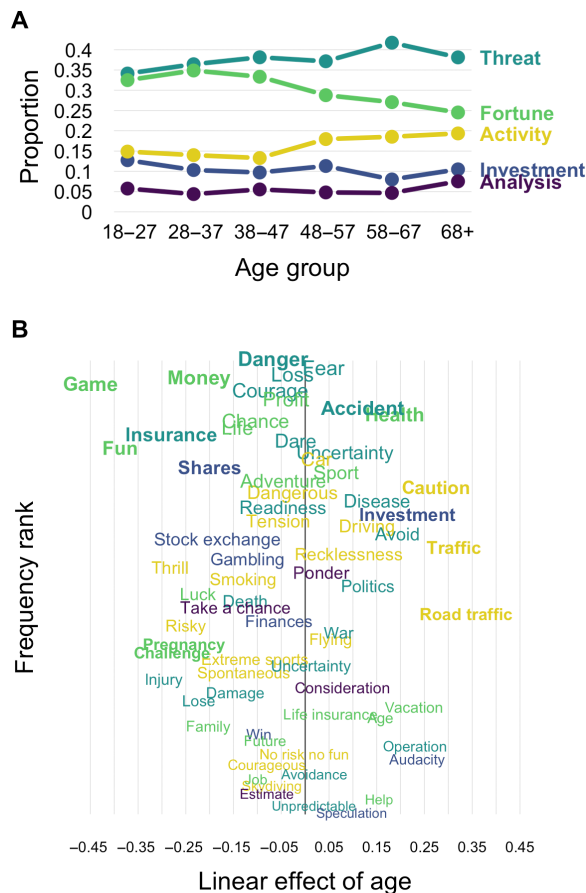 A
0.4
Threat
0.35
0.3
0.25
Fortune
0.2
Activity
0.15
0.1
Investment
Analysis
0.05
0
Proportion
18–27 28–37 38–47 48–57 58–67 68+
Age group
B
Danger
Fear
Loss
Money
Game
Courage
Profit
Accident
Health
Chance
Life
Insurance
Dare
Fun
Uncertainty
Car
Shares
Sport
Adventure
Caution
Dangerous
Disease
Readiness
Investment
Tension
Driving
Avoid
Stock exchange
Traffic
Recklessness
Gambling
Thrill
Ponder
Smoking
Politics
Luck
Death
Take a chance
Road traffic
Finances
Risky
War
Flying
Pregnancy
Challenge
Extreme sports
Uncertainty
Spontaneous
Injury
Consideration
Damage
Lose
Vacation
Life insurance
Age
Family
Win
Future
Operation
No risk no fun
Audacity
Courageous
Avoidance
Job
Skydiving
Estimate
Help
Unpredictable
Speculation
Frequency rank
–0.45 –0.35 –0.25 –0.15 –0.05 0.05 0.15 0.25 0.35 0.45
Linear effect of age